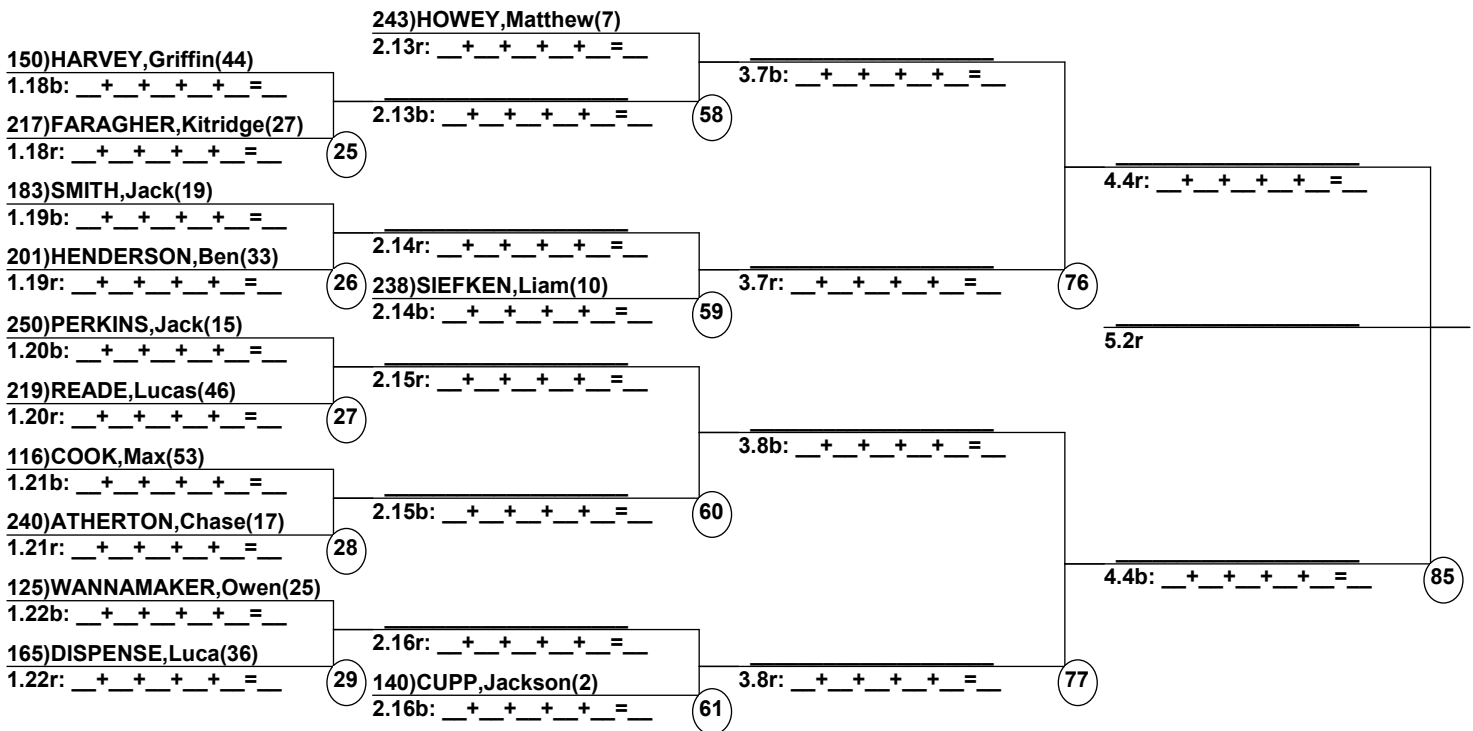 243)HOWEY,Matthew(7)
2.13r: __+__+__+__+__=__
150)HARVEY,Griffin(44)
1.18b: __+__+__+__+__=__
217)FARAGHER,Kitridge(27)
1.18r: __+__+__+__+__=__
25
2.13b: __+__+__+__+__=__
58
3.7b: __+__+__+__+__=__
183)SMITH,Jack(19)
1.19b: __+__+__+__+__=__
201)HENDERSON,Ben(33)
1.19r: __+__+__+__+__=__
26
2.14r: __+__+__+__+__=__
238)SIEFKEN,Liam(10)
2.14b: __+__+__+__+__=__
59
3.7r: __+__+__+__+__=__
76
4.4r: __+__+__+__+__=__
250)PERKINS,Jack(15)
1.20b: __+__+__+__+__=__
219)READE,Lucas(46)
1.20r: __+__+__+__+__=__
27
2.15r: __+__+__+__+__=__
5.2r
116)COOK,Max(53)
1.21b: __+__+__+__+__=__
240)ATHERTON,Chase(17)
1.21r: __+__+__+__+__=__
28
2.15b: __+__+__+__+__=__
60
3.8b: __+__+__+__+__=__
125)WANNAMAKER,Owen(25)
1.22b: __+__+__+__+__=__
165)DISPENSE,Luca(36)
1.22r: __+__+__+__+__=__
29
2.16r: __+__+__+__+__=__
140)CUPP,Jackson(2)
2.16b: __+__+__+__+__=__
61
3.8r: __+__+__+__+__=__
77
4.4b: __+__+__+__+__=__
85